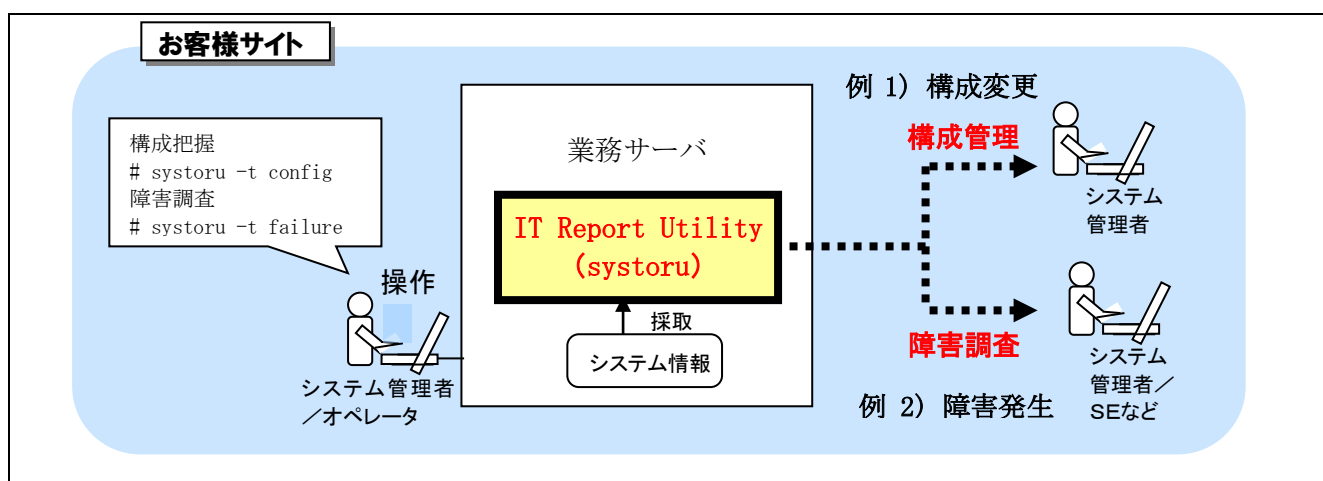 お客様サイト
構成把握
# systoru -t config
障害調査
# systoru -t failure
操作
システム管理者
／オペレータ
業務サーバ
IT Report Utility
(systoru)
採取
システム情報
例 1) 構成変更
構成管理
システム
管理者
障害調査
システム
管理者／
SEなど
例 2) 障害発生